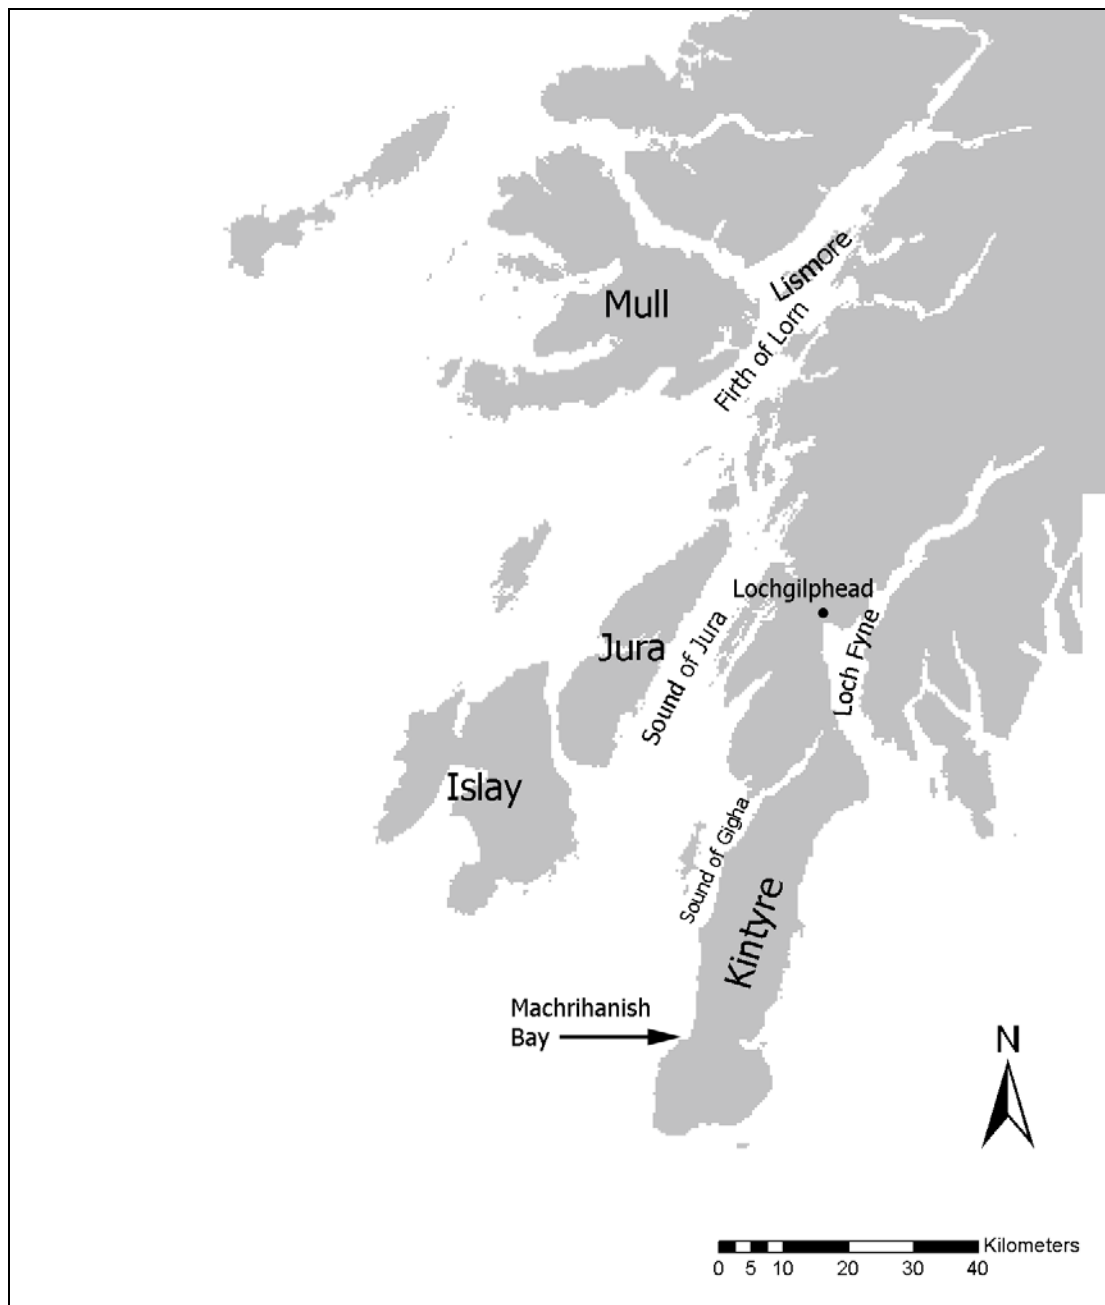 Lismore
Mull
Firth of Lorn
Lochgilphead
Jura
Sound of Jura
Loch Fyne
Islay
Sound of Gigha
Kintyre
Machrihanish
Bay
N
Kilometers
0 5 10 20 30 40